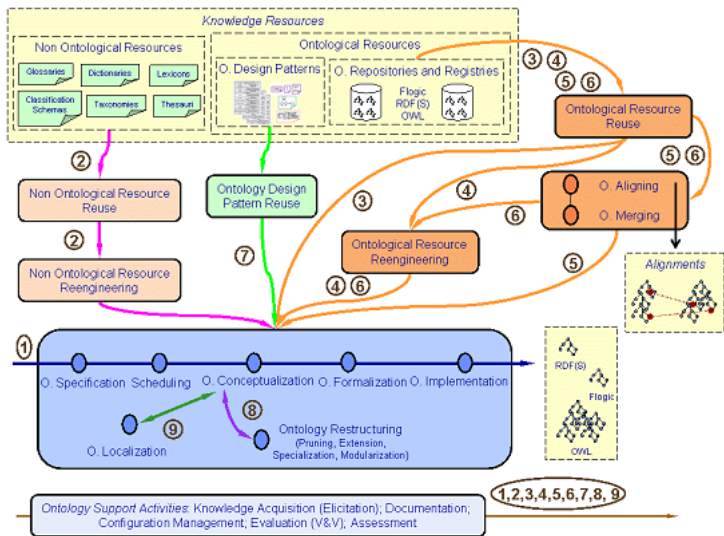 Knowledge Resources
Non Ontological Resources
Glossaries
Dictionaries
Lexicons
Classification
Schemas
Taxonomies
Thesauri
Ontological Resources
O. Design Patterns
O. Repositories and Registries
Flogic
RDF(S)
OWL
3 4
5 6
Ontological Resource
Reuse
5 6
2
Non Ontological Resource
Reuse
2
Non Ontological Resource
Reengineering
Ontology Design
Pattern Reuse
7
3
4
6
O. Aligning
O. Merging
Ontological Resource
Reengineering
4 6
5
Alignments
1
O. Specification
Scheduling
O. Conceptualization
O. Formalization
O. Implementation
9
8
O. Localization
Ontology Restructuring
(Pruning, Extension,
Specialization, Modularization)
RDF(S)
Flogic
OWL
1,2,3,4,5,6,7,8, 9
Ontology Support Activities: Knowledge Acquisition (Elicitation); Documentation;
Configuration Management; Evaluation (V&V); Assessment